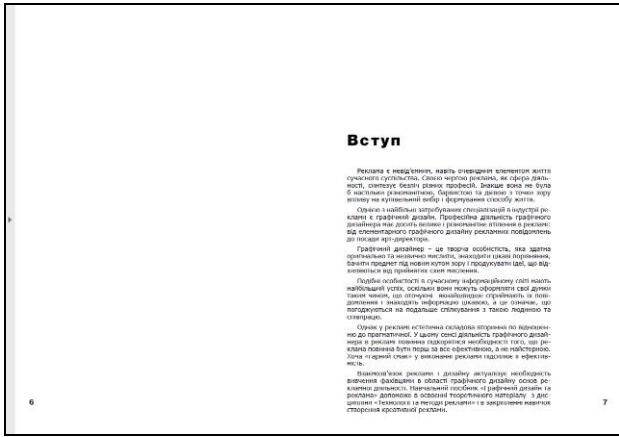 Вступ
Реклама є невід'ємним, навіть очевидним елементом життя
сучасного суспільства. Своєю чергою реклама, як сфера діяль-
ності, синтезує безліч різних професій. Інакше вона не була
б настільки різноманітною, барвистою та дієвою з точки зору
впливу на купівельний вибір і формування способу життя.
Однією з найбільш затребуваних спеціалізацій в індустрії ре-
клами є графічний дизайн. Професійна діяльність графічного
дизайнера має досить велике і різноманітне втілення в рекламі:
від елементарного графічного дизайну рекламних повідомлень
до посади арт-директора.
Графічний дизайнер – це творча особистість, яка здатна
оригінально та незвично мислити, знаходити цікаві порівняння,
бачити предмет під новим кутом зору і продукувати ідеї, що від-
хиляються від прийнятих схем мислення.
Подібні особистості в сучасному інформаційному світі мають
найбільший успіх, оскільки вони можуть оформляти свої думки
таким чином, що оточуючі якнайшвидше сприймають їх пові-
домлення і знаходять інформацію цікавою, а це означає, що
погоджуються на подальше спілкування з такою людиною та
співпрацю.
Однак у рекламі естетична складова вторинна по відношен-
ню до прагматичної. У цьому сенсі діяльність графічного дизай-
нера в рекламі повинна підкорятися необхідності того, що ре-
клама повинна бути перш за все ефективною, а не майстерною.
Хоча «гарний смак» у виконанні реклами підсилює її ефектив-
ність.
Взаємозв'язок реклами і дизайну актуалізує необхідність
вивчення фахівцями в області графічного дизайну основ ре-
кламної діяльності. Навчальний посібник «Графічний дизайн та
реклама» допоможе в освоєнні теоретичного матеріалу з дис-
ципліни «Технології та методи реклами» і в закріпленні навичок
створення креативної реклами.
6
7